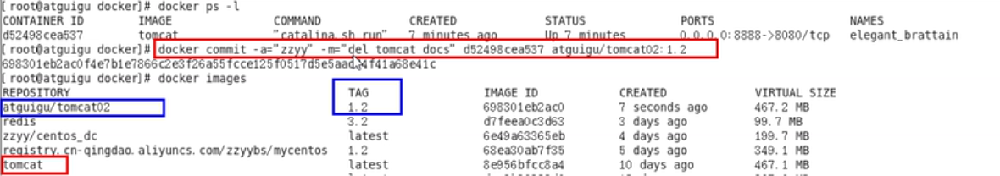 [ root@atguigu docker]# docker ps -l
CONTAINER ID IMAGE COMMAND CREATED STATUS PORTS NAMES
d52498cea537 tomcat "catalina.sh run" 7 minutes ago Up 7 minutes 0.0.0.0:8888->8080/tcp elegant_brattain
[ root@atguigu docker]# docker commit -a="zzyy" -m="del tomcat docs" d52498cea537 atguigu/tomcat02:1.2
[ root@atguigu docker]# docker images
REPOSITORY TAG IMAGE ID CREATED VIRTUAL SIZE
atguigu/tomcat02 1.2 698301eb2ac0 7 seconds ago 467.2 MB
redis 3.2 d7feea0c3d63 3 days ago 99.7 MB
zzyy/centos_dc latest 6e49a63365eb 4 days ago 199.7 MB
registry.cn-qingdao.aliyuncs.com/zzyybs/mycentos 1.2 68ea30ab7f35 5 days ago 349.1 MB
tomcat latest 8e956bfcc8a4 10 days ago 467.1 MB